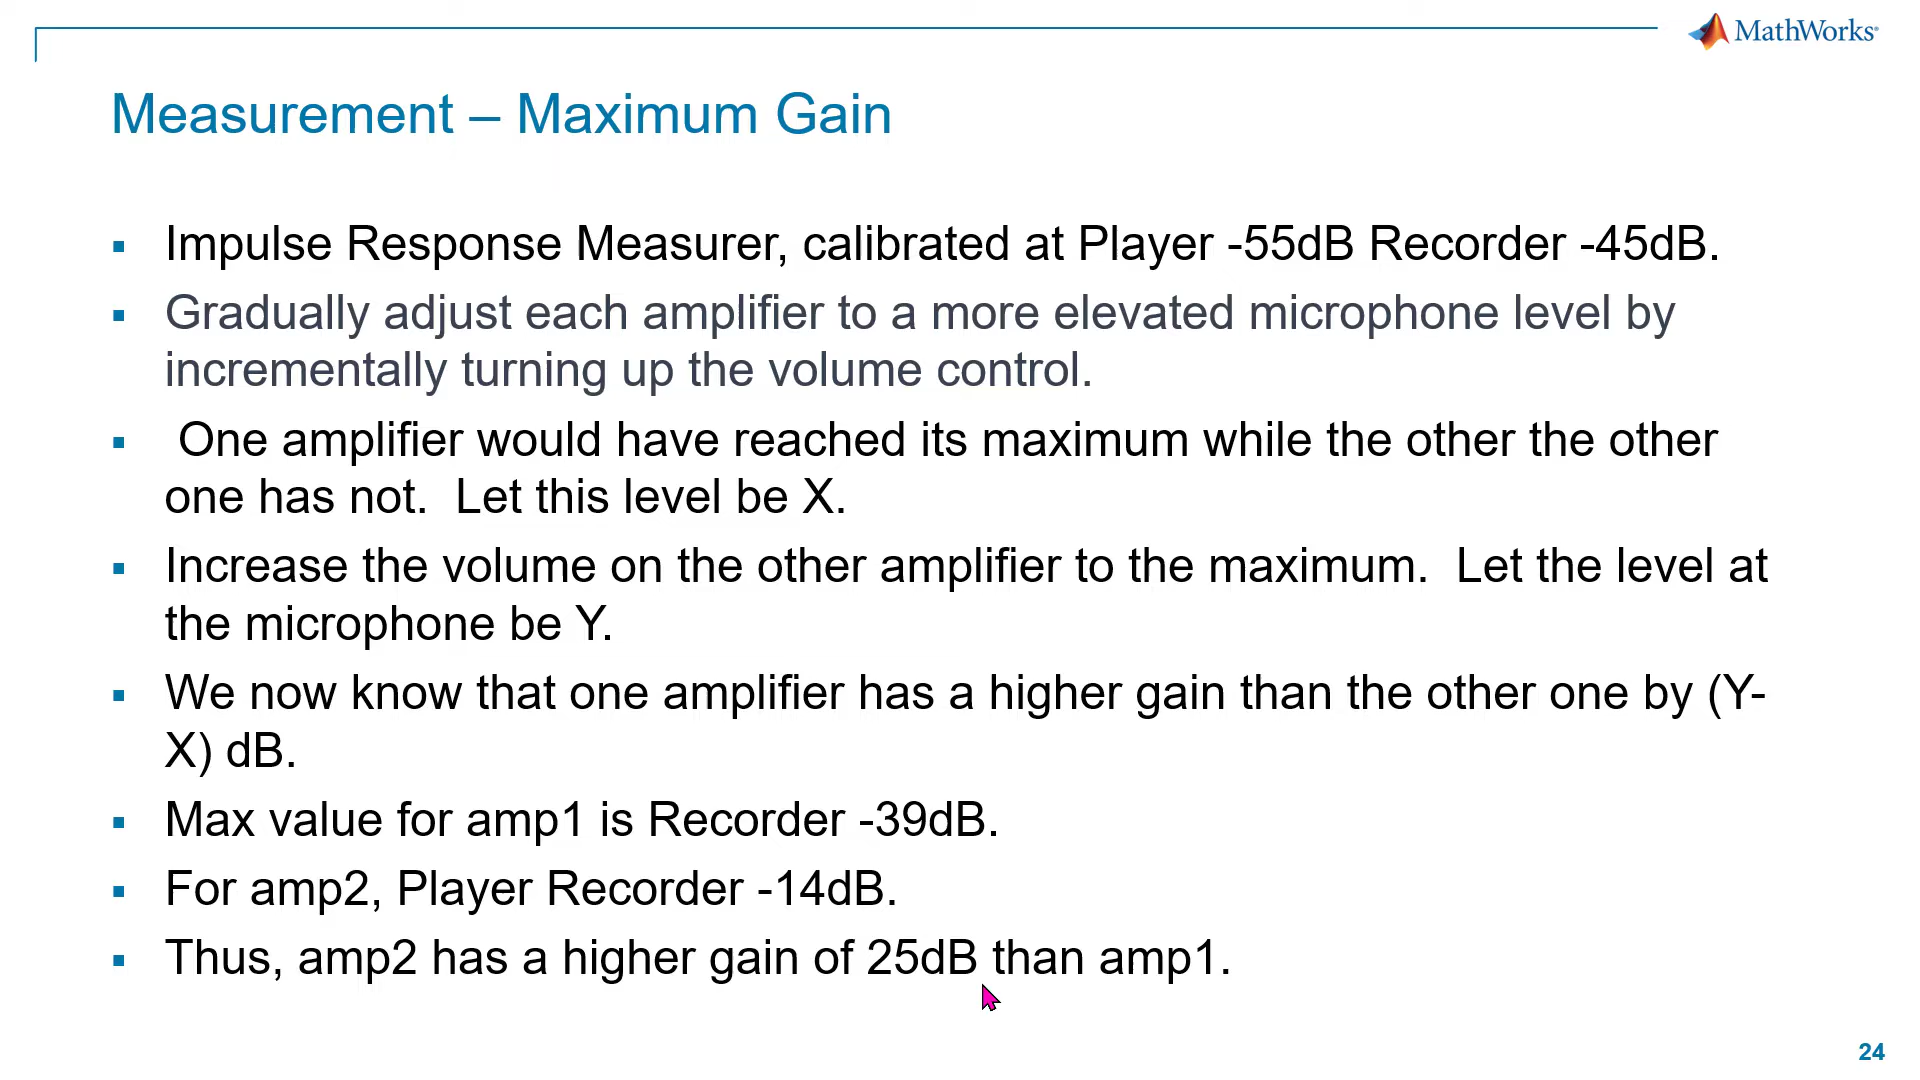 MathWorks®
Measurement – Maximum Gain
▪ Impulse Response Measurer, calibrated at Player -55dB Recorder -45dB.
▪ Gradually adjust each amplifier to a more elevated microphone level by
incrementally turning up the volume control.
▪ One amplifier would have reached its maximum while the other the other
one has not.  Let this level be X.
▪ Increase the volume on the other amplifier to the maximum.  Let the level at
the microphone be Y.
▪ We now know that one amplifier has a higher gain than the other one by (Y-
X) dB.
▪ Max value for amp1 is Recorder -39dB.
▪ For amp2, Player Recorder -14dB.
▪ Thus, amp2 has a higher gain of 25dB than amp1.
24